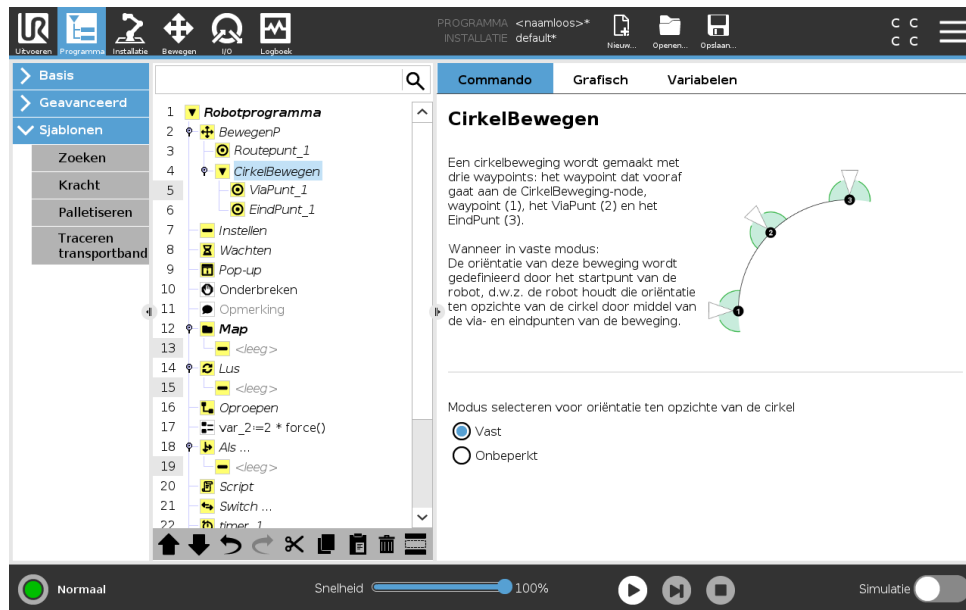 UR
PROGRAMMA <naamloos>*
INSTALLATIE default*
Uitvoeren Programma Installatie Bewegen I/O Logboek Nieuw... Openen... Opslaan...
C C
C C
Basis
Geavanceerd
Sjablonen
Zoeken
Kracht
Palletiseren
Traceren
transportband
1 Robotprogramma
2 BewegenP
3 Routepunt_1
4 CirkelBewegen
5 ViaPunt_1
6 EindPunt_1
7 Instellen
8 Wachten
9 Pop-up
10 Onderbreken
11 Opmerking
12 Map
13 <leeg>
14 Lus
15 <leeg>
16 Oproepen
17 var_2:=2 * force()
18 Als ...
19 <leeg>
20 Script
21 Switch ...
22 timer_1
Commando Grafisch Variabelen
CirkelBewegen
Een cirkelbeweging wordt gemaakt met
drie waypoints: het waypoint dat vooraf
gaat aan de CirkelBeweging-node,
waypoint (1), het ViaPunt (2) en het
EindPunt (3).
Wanneer in vaste modus:
De oriëntatie van deze beweging wordt
gedefinieerd door het startpunt van de
robot, d.w.z. de robot houdt die oriëntatie
ten opzichte van de cirkel door middel van
de via- en eindpunten van de beweging.
3
2
1
Modus selecteren voor oriëntatie ten opzichte van de cirkel
Vast
Onbeperkt
Normaal Snelheid 100% Simulatie